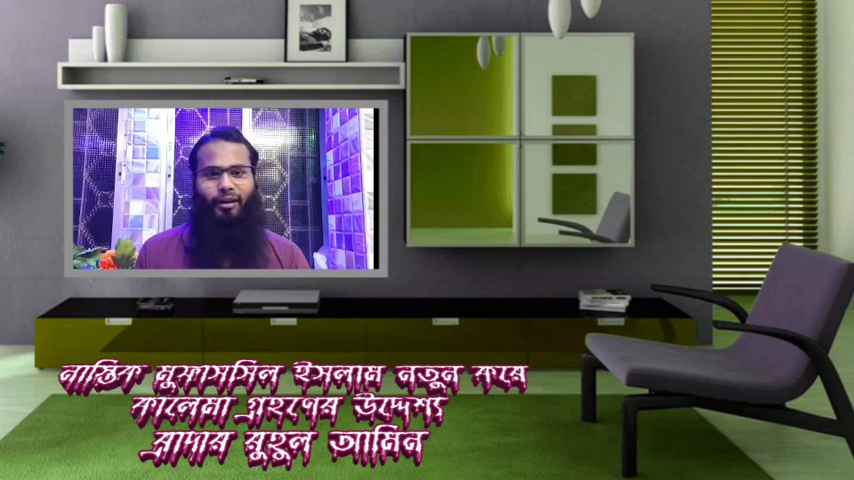 নাস্তিক মুফাসসিল ইসলাম নতুন করে
কালেমা গ্রহণের উদ্দেশ্য
ব্রাদার রুহুল আমিন